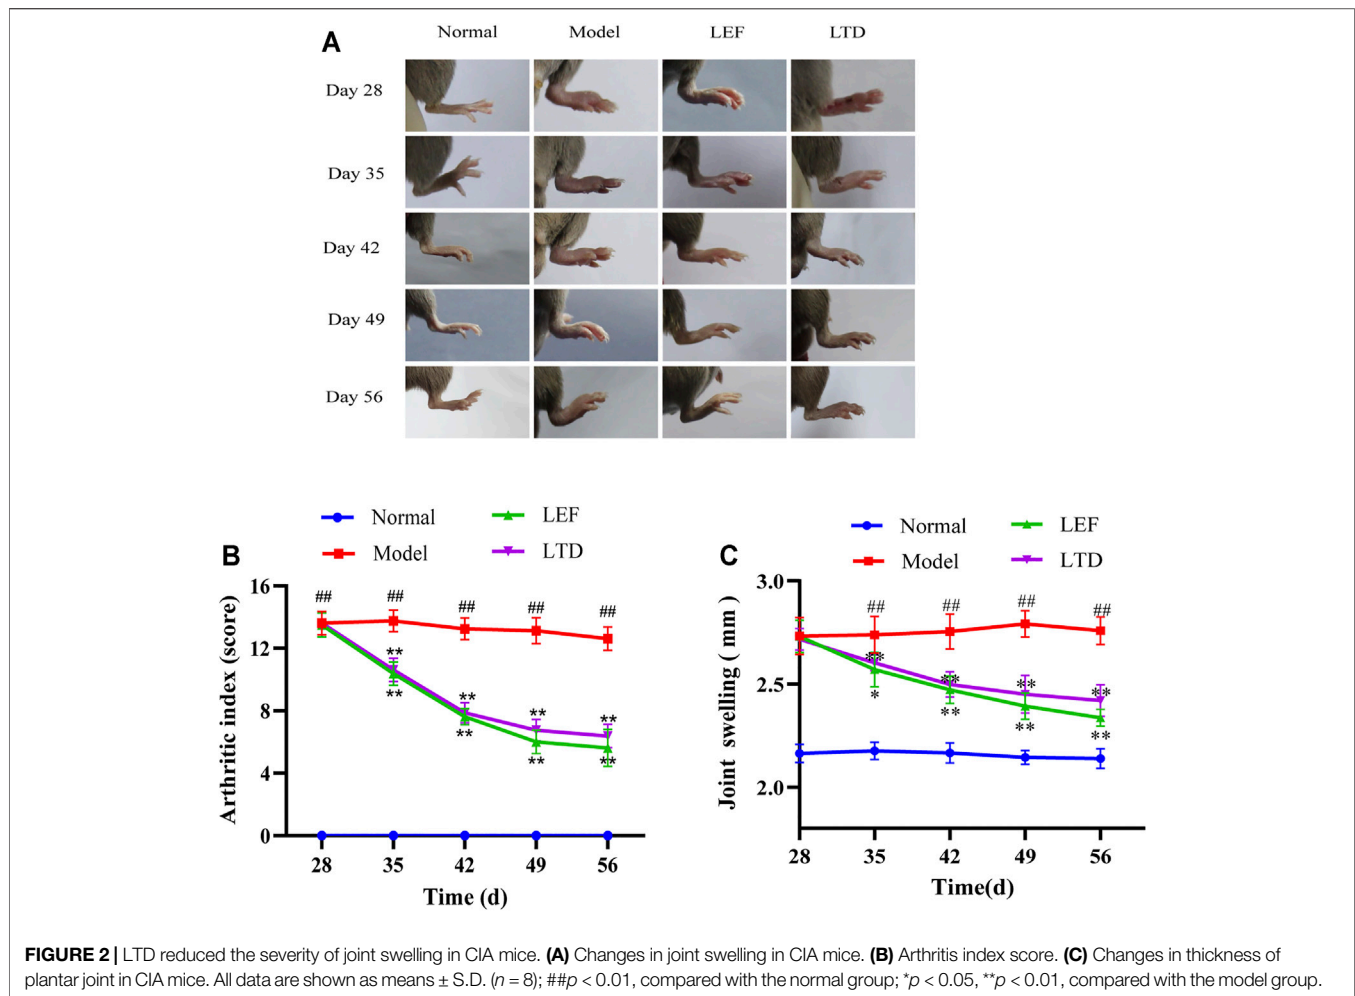 A
Normal Model LEF LTD
Day 28
Day 35
Day 42
Day 49
Day 56
B
Normal LEF
Model LTD
Arthritic index (score)
16
12
8
4
0
## ## ## ## ##
** ** ** **
** ** ** **
28 35 42 49 56
Time (d)
C
Normal LEF
Model LTD
Joint swelling ( mm )
3.0
2.5
2.0
## ## ## ##
** ** ** **
* ** ** **
28 35 42 49 56
Time(d)
FIGURE 2 | LTD reduced the severity of joint swelling in CIA mice. (A) Changes in joint swelling in CIA mice. (B) Arthritis index score. (C) Changes in thickness of
plantar joint in CIA mice. All data are shown as means ± S.D. (n = 8); ##p < 0.01, compared with the normal group; *p < 0.05, **p < 0.01, compared with the model group.